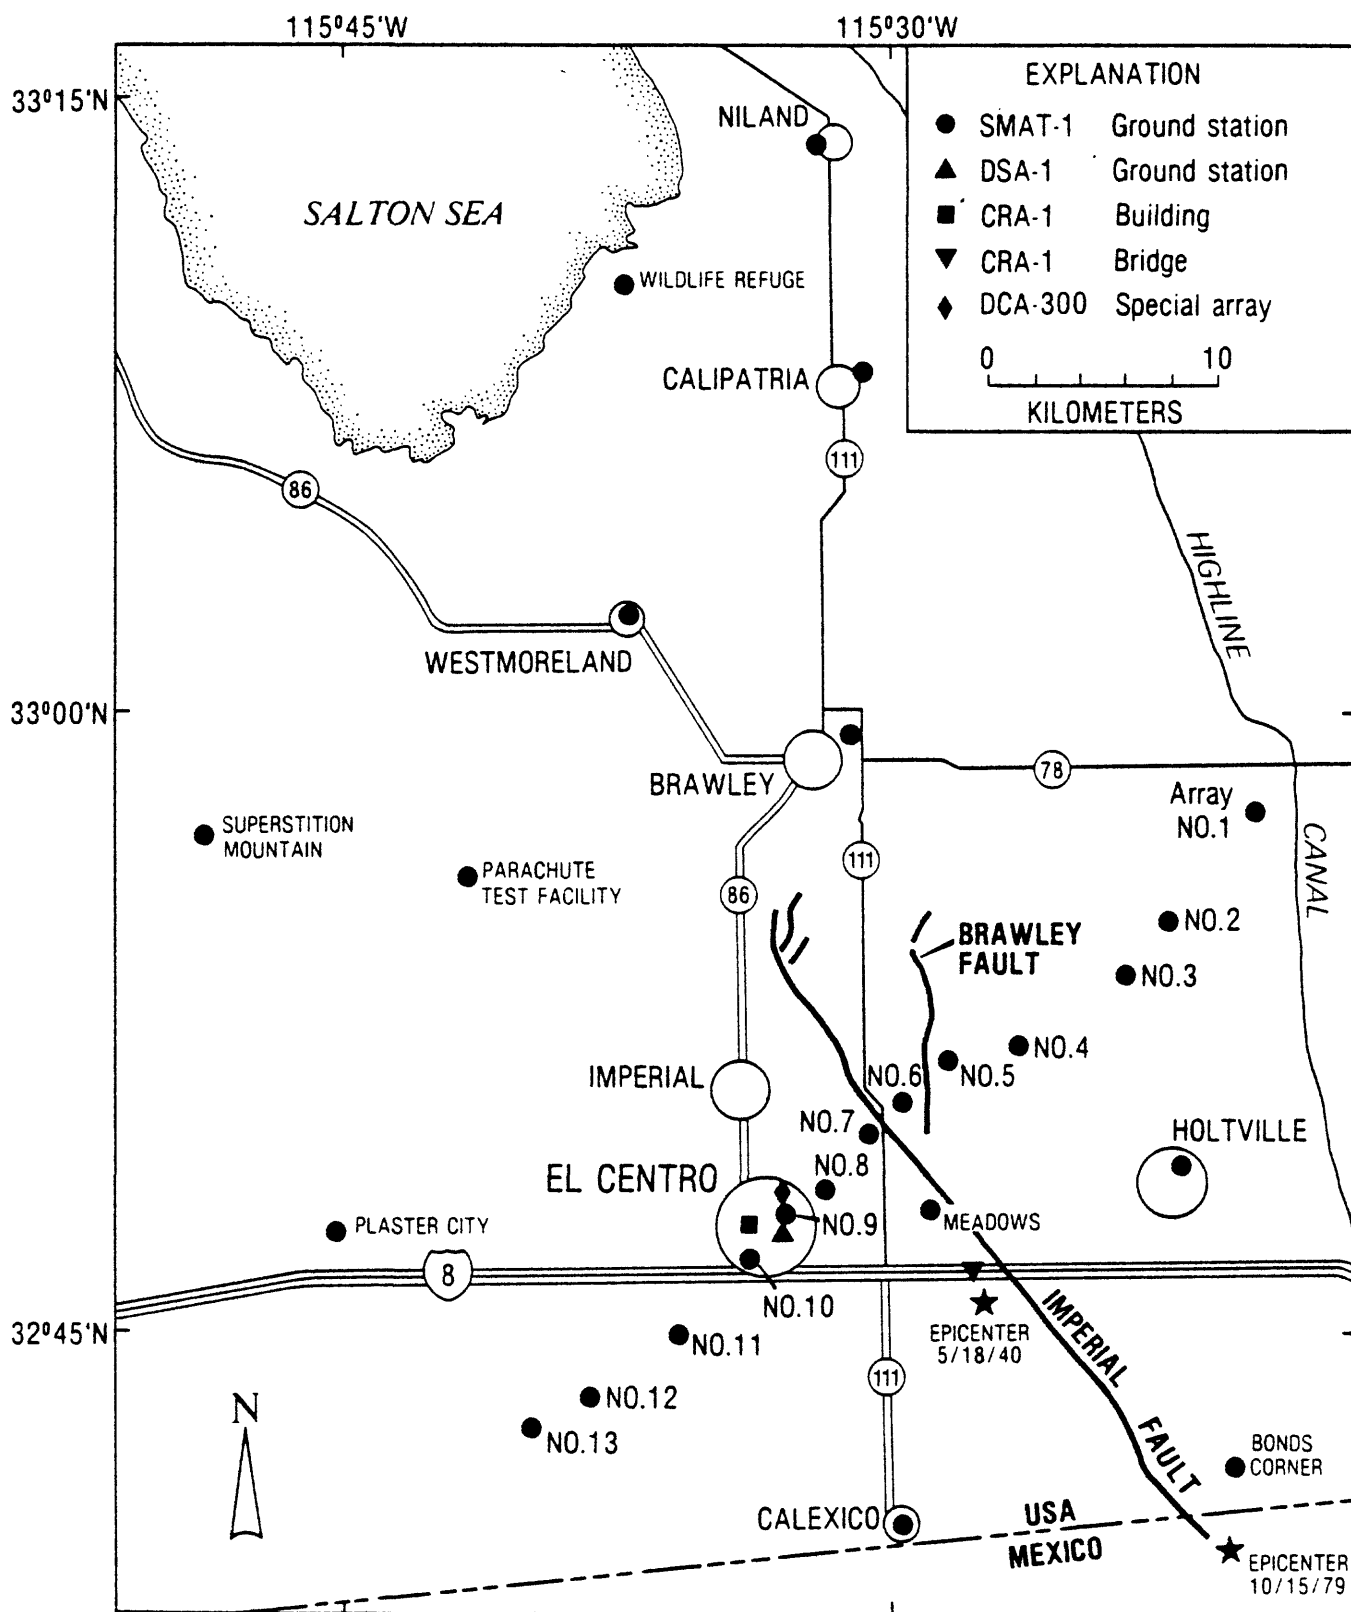 115°45'W
115°30'W
33°15'N
EXPLANATION
SMAT-1 Ground station
DSA-1 Ground station
CRA-1 Building
CRA-1 Bridge
DCA-300 Special array
0 10
KILOMETERS
NILAND
SALTON SEA
WILDLIFE REFUGE
CALIPATRIA
111
86
HIGHLINE
WESTMORELAND
33°00'N
BRAWLEY
78
Array
NO.1
SUPERSTITION
MOUNTAIN
PARACHUTE
TEST FACILITY
111
86
CANAL
NO.2
BRAWLEY
FAULT
NO.3
NO.4
NO.5
NO.6
IMPERIAL
NO.7
HOLTVILLE
NO.8
EL CENTRO
NO.9
MEADOWS
PLASTER CITY
8
NO.10
IMPERIAL
32°45'N
EPICENTER
5/18/40
NO.11
111
NO.12
NO.13
N
FAULT
BONDS
CORNER
CALEXICO
USA
MEXICO
EPICENTER
10/15/79